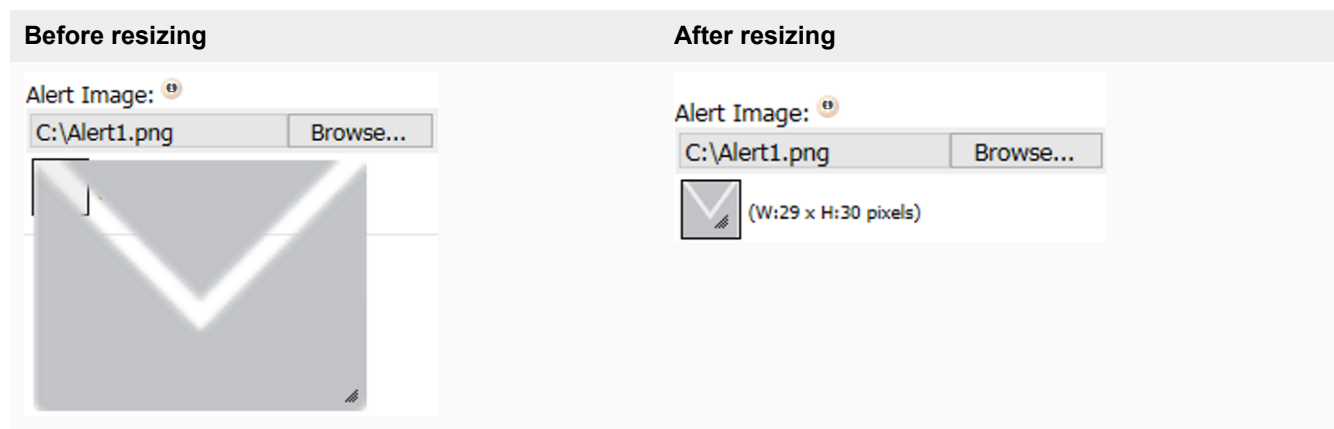 Before resizing
After resizing
Alert Image:
C:\Alert1.png
Browse...
Alert Image:
C:\Alert1.png
Browse...
(W:29 x H:30 pixels)